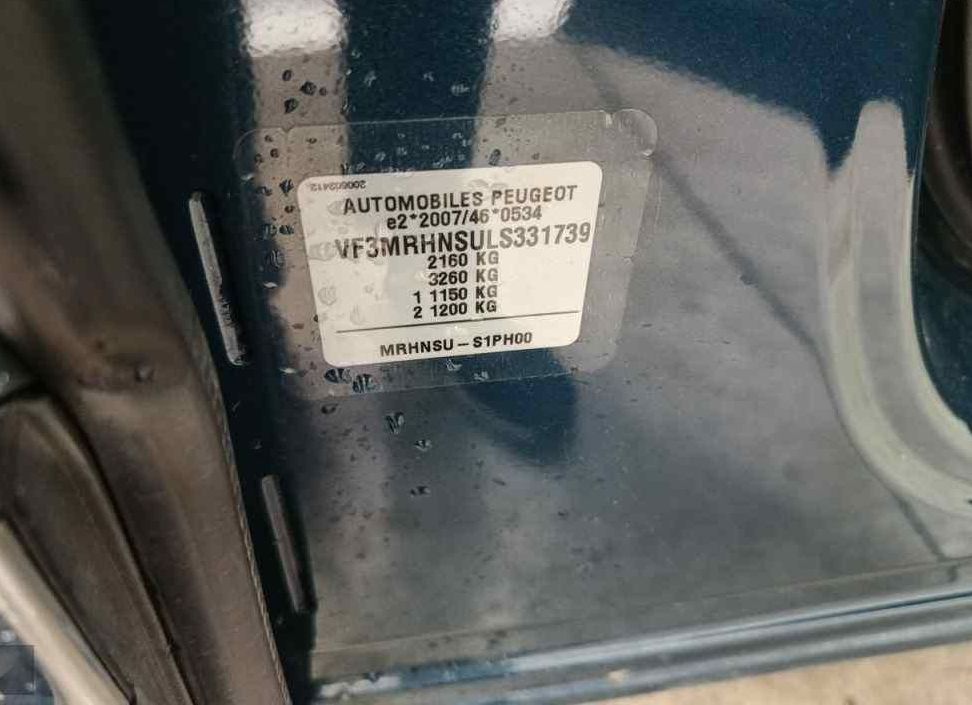 200602412
AUTOMOBILES PEUGEOT
e2*2007/46*0534
VF3MRHNSULS331739
2160 KG
3260 KG
1 1150 KG
2 1200 KG
MRHNSU-S1PH00